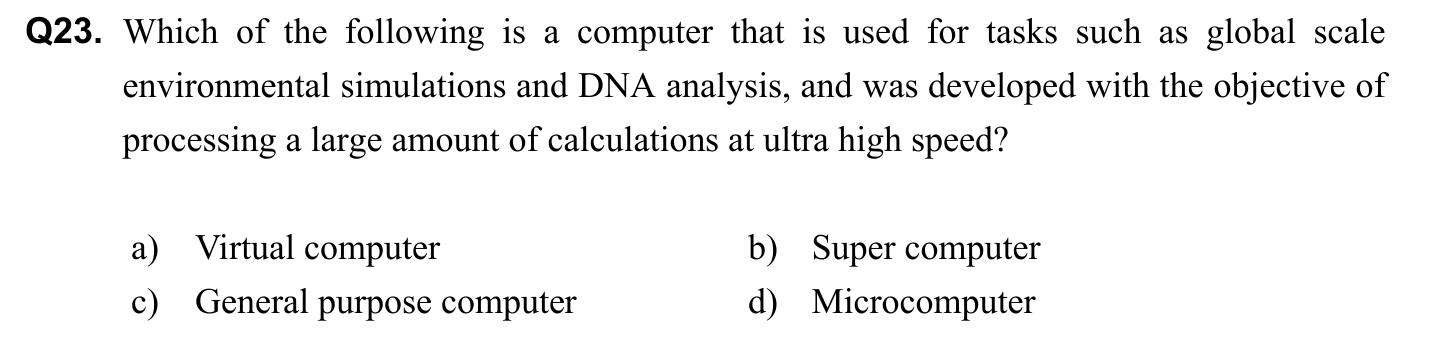 Q23. Which of the following is a computer that is used for tasks such as global scale
environmental simulations and DNA analysis, and was developed with the objective of
processing a large amount of calculations at ultra high speed?
a) Virtual computer b) Super computer
c) General purpose computer d) Microcomputer